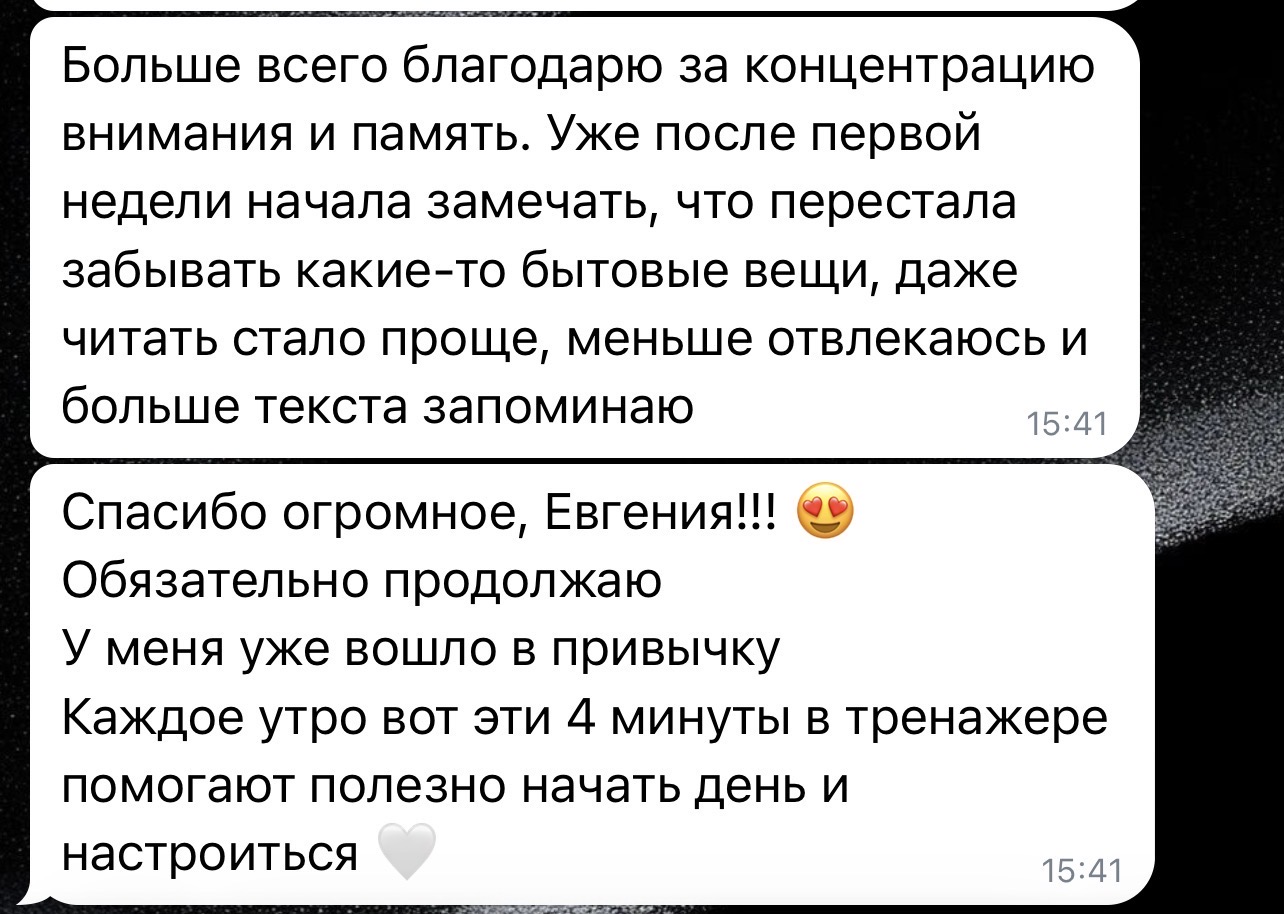 Больше всего благодарю за концентрацию
внимания и память. Уже после первой
недели начала замечать, что перестала
забывать какие-то бытовые вещи, даже
читать стало проще, меньше отвлекаюсь и
больше текста запоминаю
15:41
Спасибо огромное, Евгения!!! 😍
Обязательно продолжаю
У меня уже вошло в привычку
Каждое утро вот эти 4 минуты в тренажере
помогают полезно начать день и
настроиться 🤍
15:41